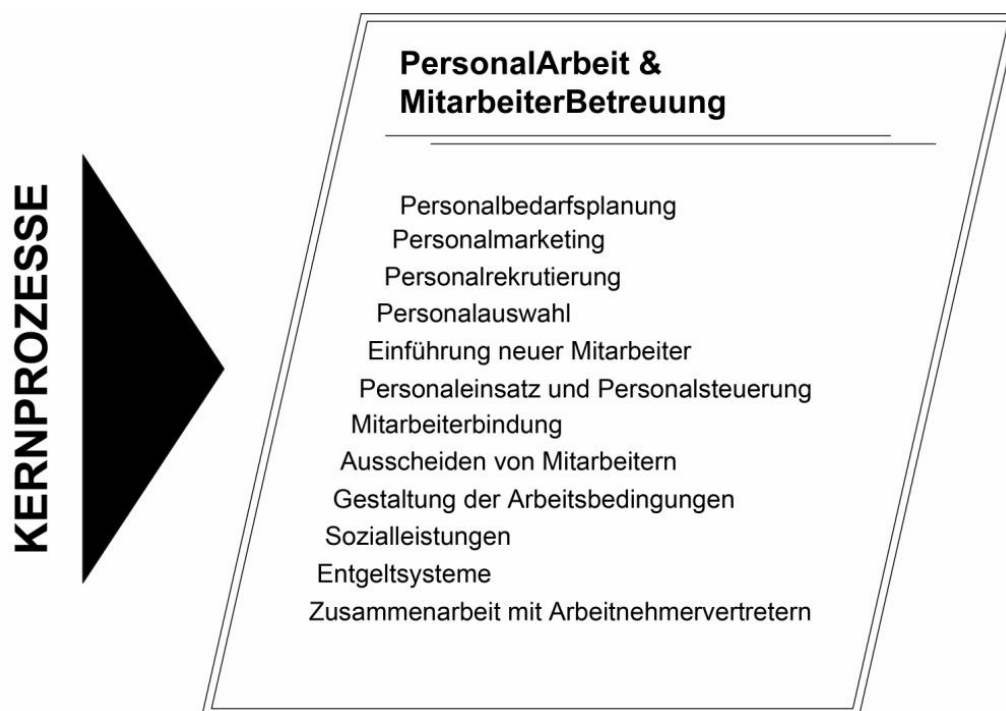 KERNPROZESSE
PersonalArbeit &
MitarbeiterBetreuung
Personalbedarfsplanung
Personalmarketing
Personalrekrutierung
Personalauswahl
Einführung neuer Mitarbeiter
Personaleinsatz und Personalsteuerung
Mitarbeiterbindung
Ausscheiden von Mitarbeitern
Gestaltung der Arbeitsbedingungen
Sozialleistungen
Entgeltsysteme
Zusammenarbeit mit Arbeitnehmervertretern